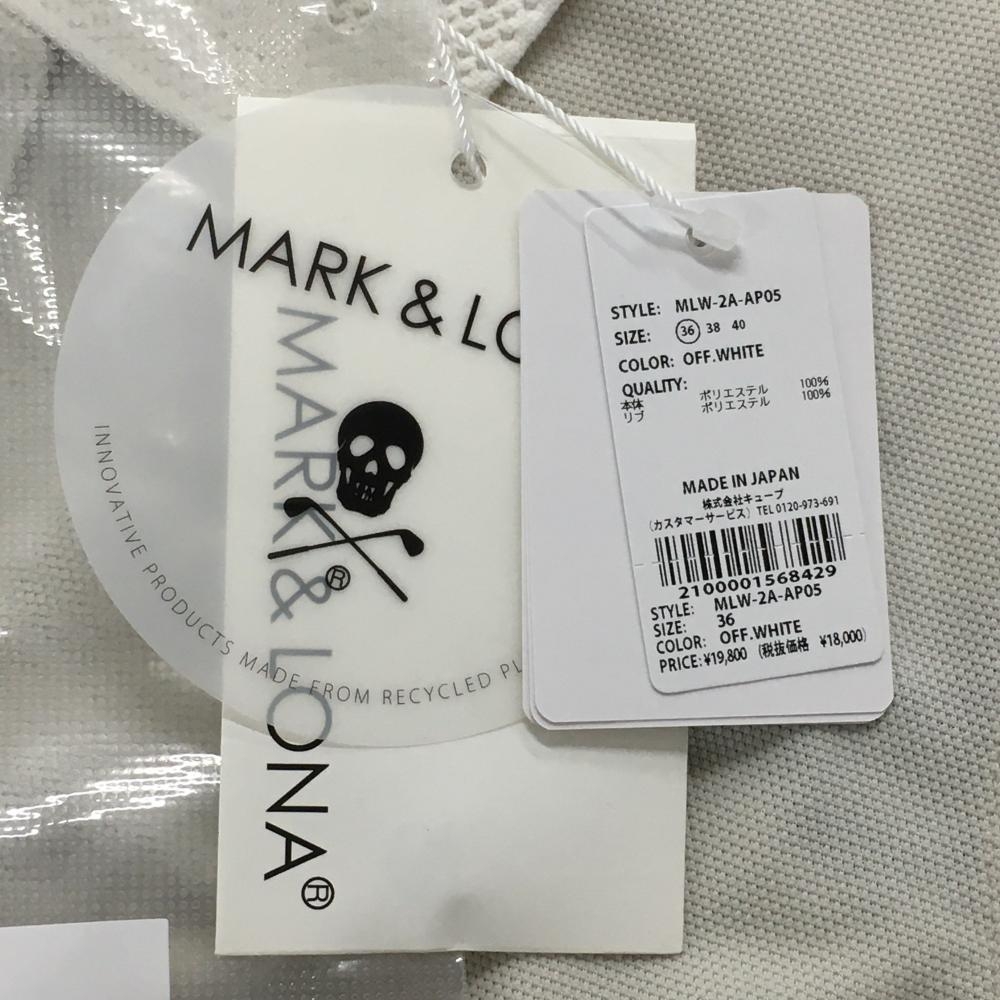 MARK & LO
MARK & LONA®
®
INNOVATIVE PRODUCTS MADE FROM RECYCLED PL
STYLE: MLW-2A-AP05
SIZE: 36 38 40
COLOR: OFF.WHITE
QUALITY:
本体 ポリエステル 100%
リブ ポリエステル 100%
MADE IN JAPAN
株式会社キューブ
(カスタマーサービス) TEL 0120-973-691
2100001568429
STYLE: MLW-2A-AP05
SIZE: 36
COLOR: OFF.WHITE
PRICE:¥19,800 (税抜価格 ¥18,000)